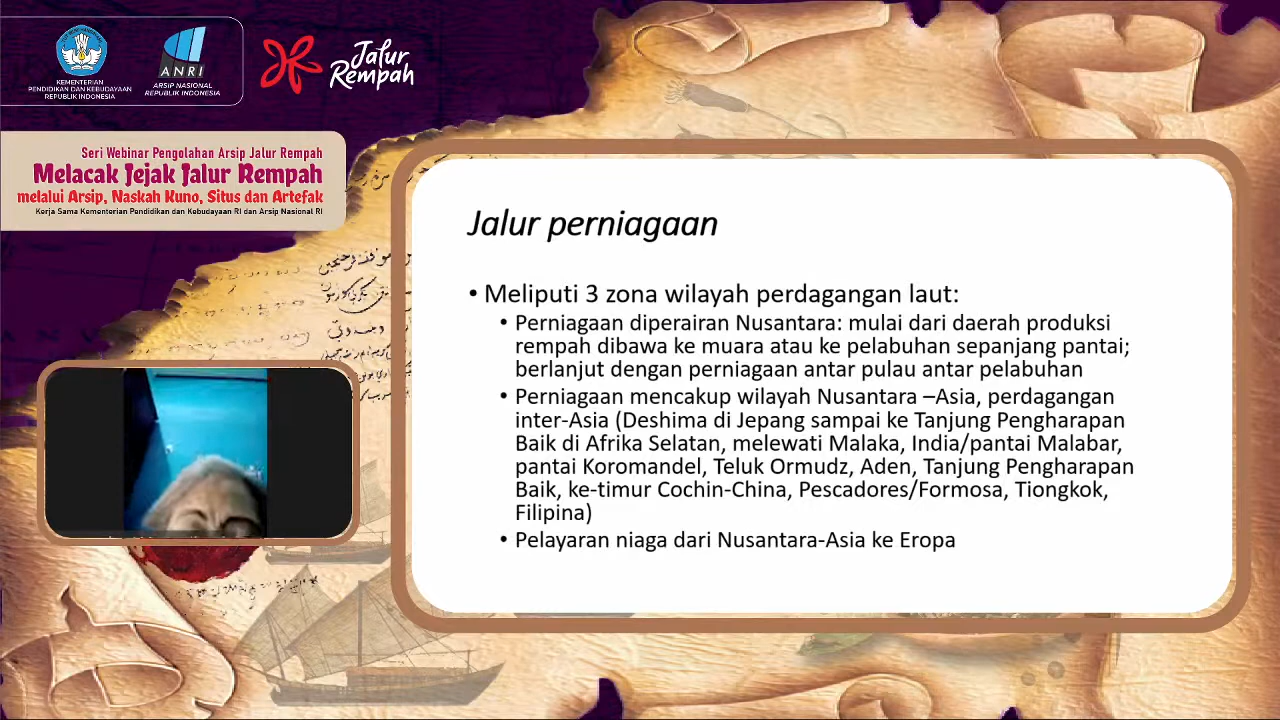 KEMENTERIAN
PENDIDIKAN DAN KEBUDAYAAN
REPUBLIK INDONESIA
ANRI
ARSIP NASIONAL
REPUBLIK INDONESIA
Jalur
Rempah
Seri Webinar Pengolahan Arsip Jalur Rempah
Melacak Jejak Jalur Rempah
melalui Arsip, Naskah Kuno, Situs dan Artefak
Kerja Sama Kementerian Pendidikan dan Kebudayaan RI dan Arsip Nasional RI
Jalur perniagaan
• Meliputi 3 zona wilayah perdagangan laut:
• Perniagaan diperairan Nusantara: mulai dari daerah produksi
rempah dibawa ke muara atau ke pelabuhan sepanjang pantai;
berlanjut dengan perniagaan antar pulau antar pelabuhan
• Perniagaan mencakup wilayah Nusantara –Asia, perdagangan
inter-Asia (Deshima di Jepang sampai ke Tanjung Pengharapan
Baik di Afrika Selatan, melewati Malaka, India/pantai Malabar,
pantai Koromandel, Teluk Ormudz, Aden, Tanjung Pengharapan
Baik, ke-timur Cochin-China, Pescadores/Formosa, Tiongkok,
Filipina)
• Pelayaran niaga dari Nusantara-Asia ke Eropa